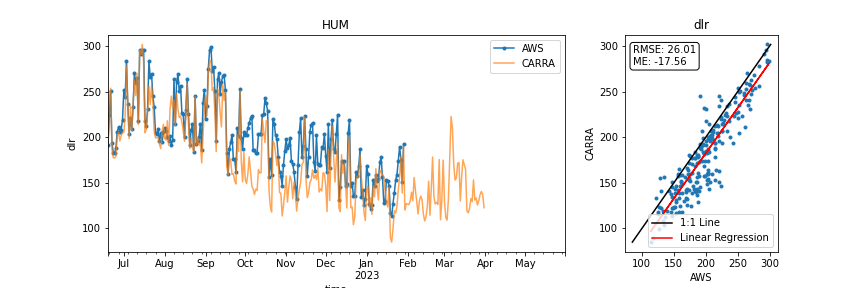 HUM
dlr
300
250
200
150
100
dlr
AWS
CARRA
Jul
Aug
Sep
Oct
Nov
Dec
Jan
2023
Feb
Mar
Apr
May
time
dlr
300
250
200
150
100
CARRA
RMSE: 26.01
ME: -17.56
1:1 Line
Linear Regression
100
150
200
250
300
AWS